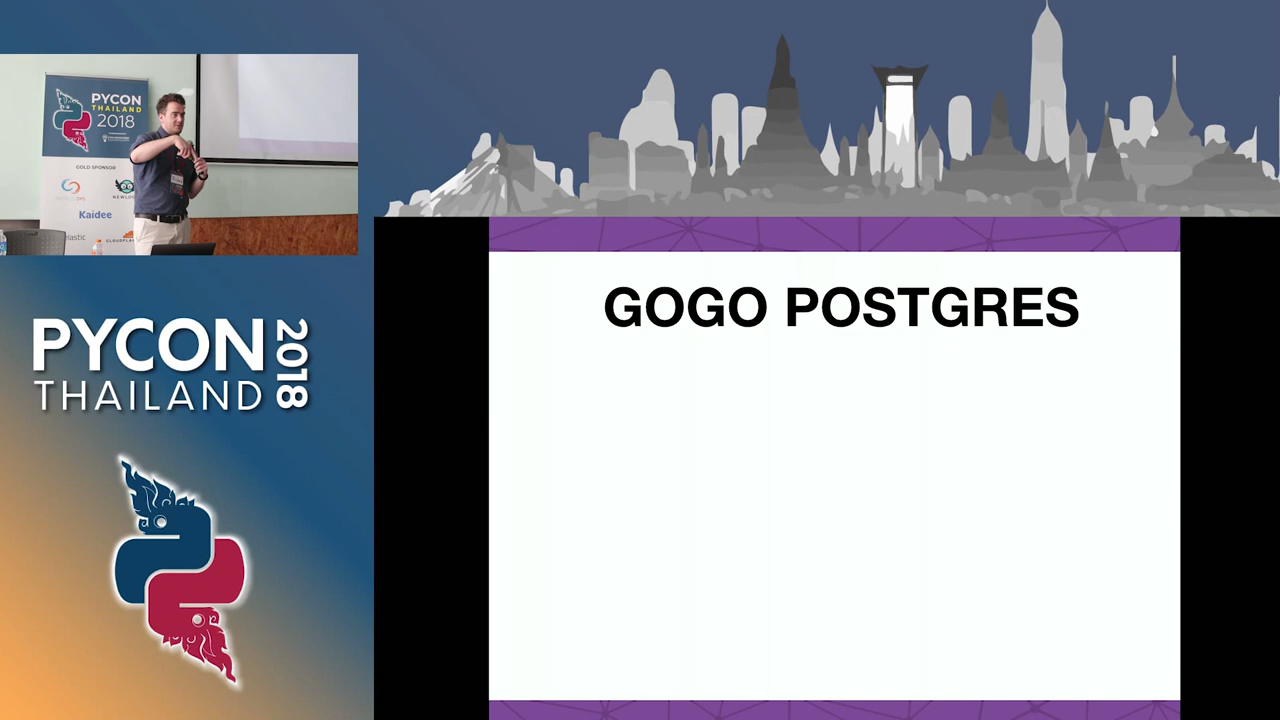 PYCON
THAILAND
2018
GOLD SPONSOR
Kaidee
PYCON 2018
THAILAND
GOGO POSTGRES